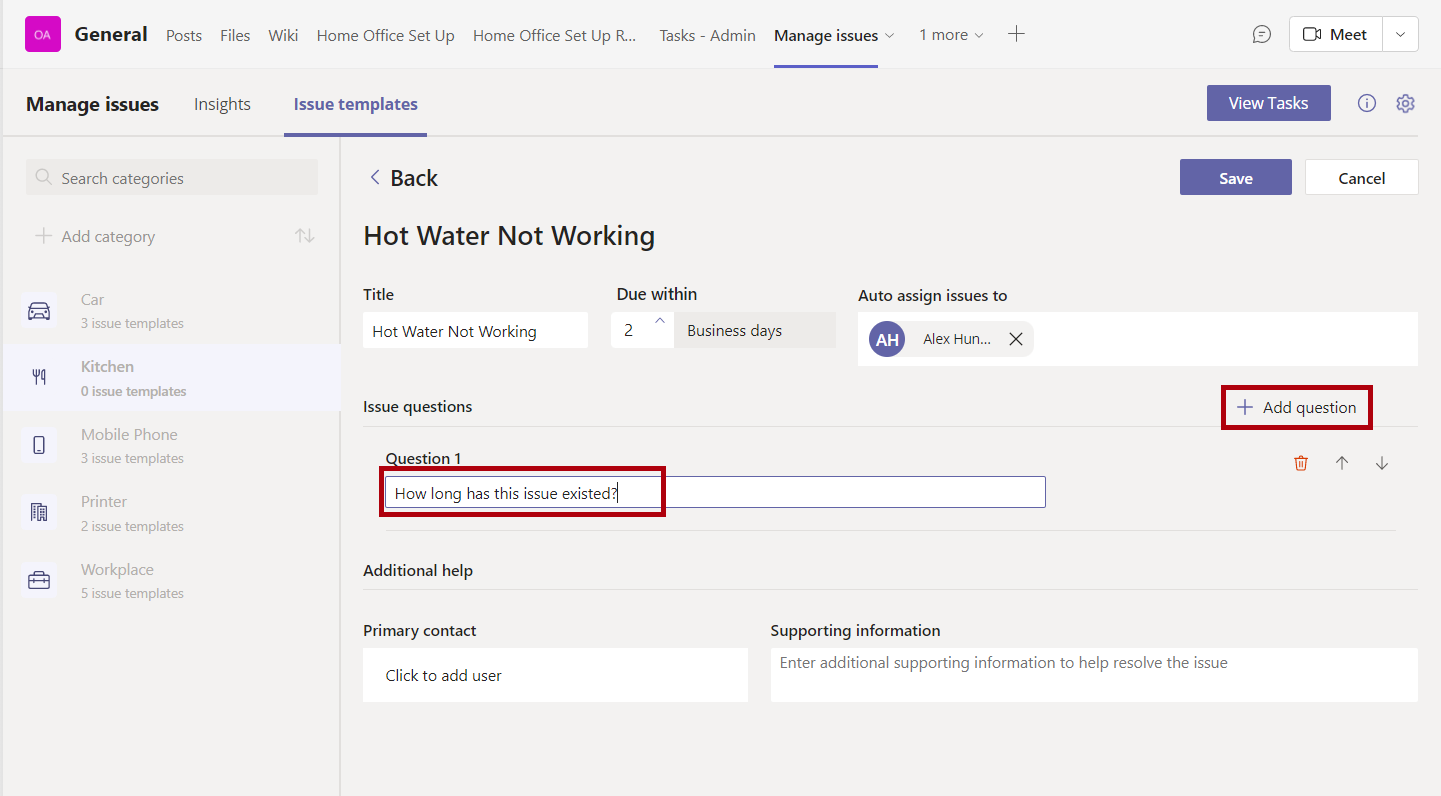 OA General Posts Files Wiki Home Office Set Up Home Office Set Up R... Tasks - Admin Manage issues 1 more Meet
Manage issues Insights Issue templates View Tasks
Search categories
Add category
Car
3 issue templates
Kitchen
0 issue templates
Mobile Phone
3 issue templates
Printer
2 issue templates
Workplace
5 issue templates
Back Save Cancel
Hot Water Not Working
Title Due within Auto assign issues to
Hot Water Not Working 2 Business days AH Alex Hun...
Issue questions Add question
Question 1
How long has this issue existed?
Additional help
Primary contact Supporting information
Click to add user Enter additional supporting information to help resolve the issue